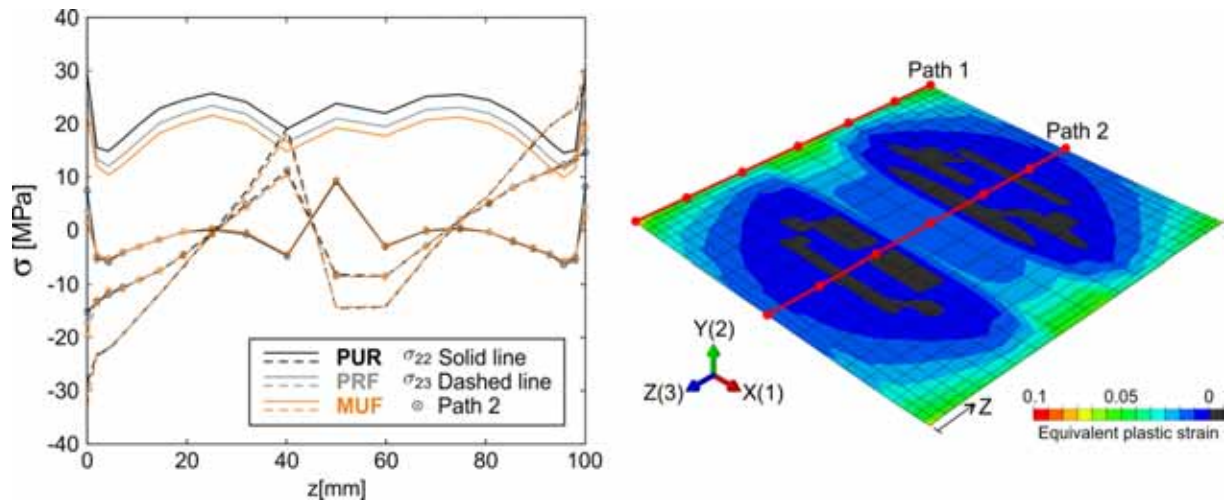 40
30
20
10
0
-10
-20
-30
-40
σ [MPa]
0 20 40 60 80 100
z[mm]
PUR σ22 Solid line
PRF σ23 Dashed line
MUF Path 2
Path 1
Path 2
Y(2)
Z(3) X(1)
Z
0.1 0.05 0
Equivalent plastic strain